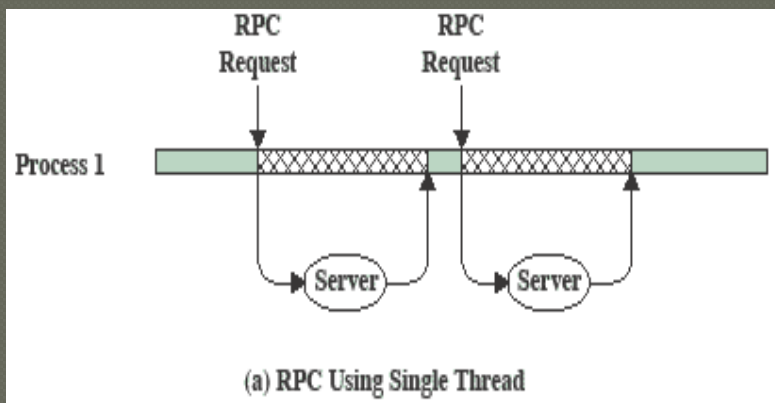 RPC
Request
RPC
Request
Process 1
Server
Server
(a) RPC Using Single Thread